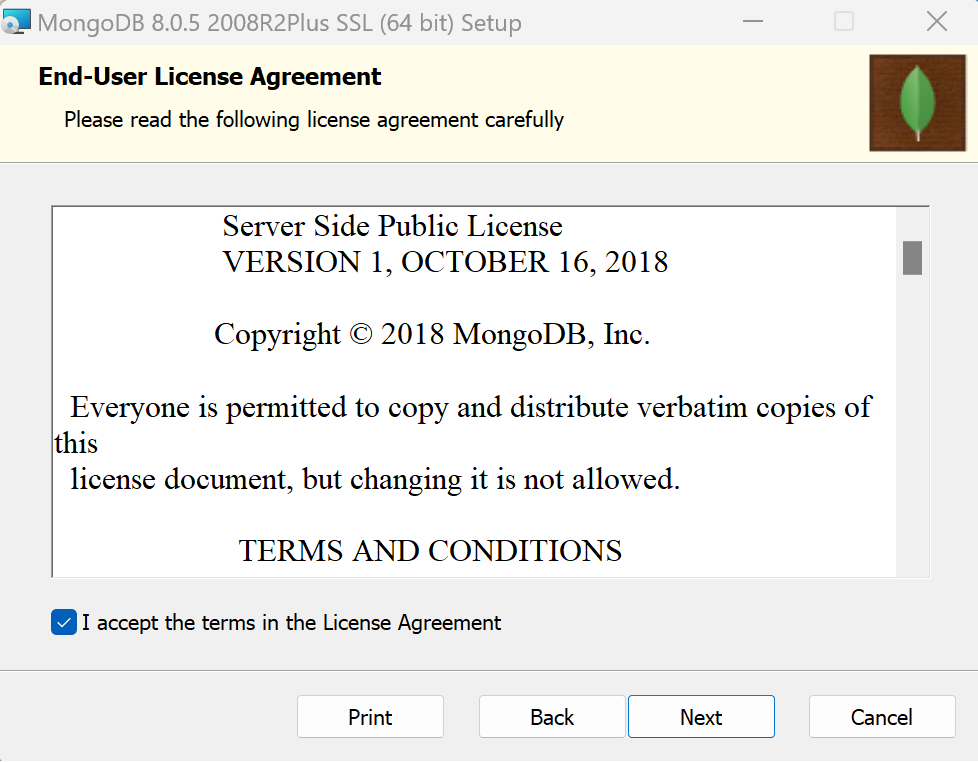 MongoDB 8.0.5 2008R2Plus SSL (64 bit) Setup
End-User License Agreement
Please read the following license agreement carefully
Server Side Public License
VERSION 1, OCTOBER 16, 2018
Copyright © 2018 MongoDB, Inc.
Everyone is permitted to copy and distribute verbatim copies of
this
license document, but changing it is not allowed.
TERMS AND CONDITIONS
I accept the terms in the License Agreement
Print
Back
Next
Cancel